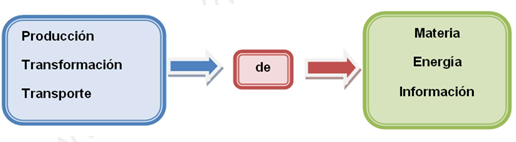 Producción
Transformación
Transporte
de
Materia
Energía
Información